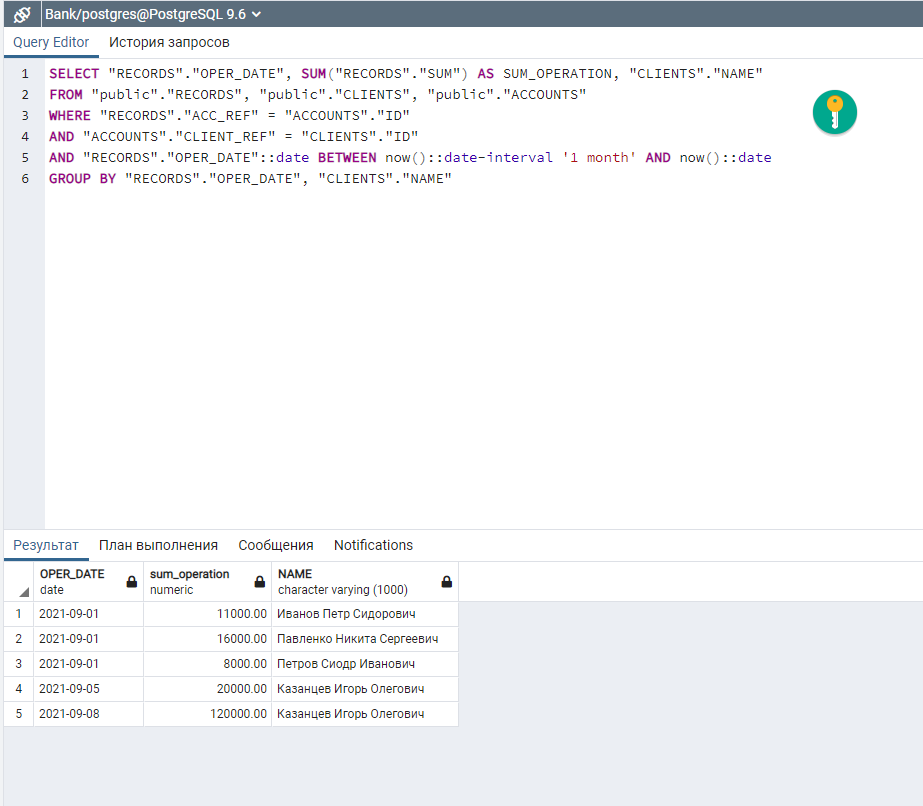 Bank/postgres@PostgreSQL 9.6
Query Editor История запросов
1 SELECT "RECORDS"."OPER_DATE", SUM("RECORDS"."SUM") AS SUM_OPERATION, "CLIENTS"."NAME"
2 FROM "public"."RECORDS", "public"."CLIENTS", "public"."ACCOUNTS"
3 WHERE "RECORDS"."ACC_REF" = "ACCOUNTS"."ID"
4 AND "ACCOUNTS"."CLIENT_REF" = "CLIENTS"."ID"
5 AND "RECORDS"."OPER_DATE"::date BETWEEN now()::date-interval '1 month' AND now()::date
6 GROUP BY "RECORDS"."OPER_DATE", "CLIENTS"."NAME"
Результат План выполнения Сообщения Notifications
OPER_DATE sum_operation NAME
date numeric character varying (1000)
1 2021-09-01 11000.00 Иванов Петр Сидорович
2 2021-09-01 16000.00 Павленко Никита Сергеевич
3 2021-09-01 8000.00 Петров Сиодр Иванович
4 2021-09-05 20000.00 Казанцев Игорь Олегович
5 2021-09-08 120000.00 Казанцев Игорь Олегович